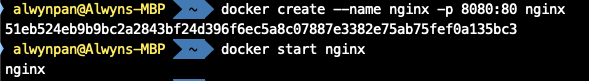 alwynpan@Alwyns-MBP ~ docker create --name nginx -p 8080:80 nginx
51eb524eb9b9bc2a2843bf24d396f6ec5a8c07887e3382e75ab75fef0a135bc3
alwynpan@Alwyns-MBP ~ docker start nginx
nginx